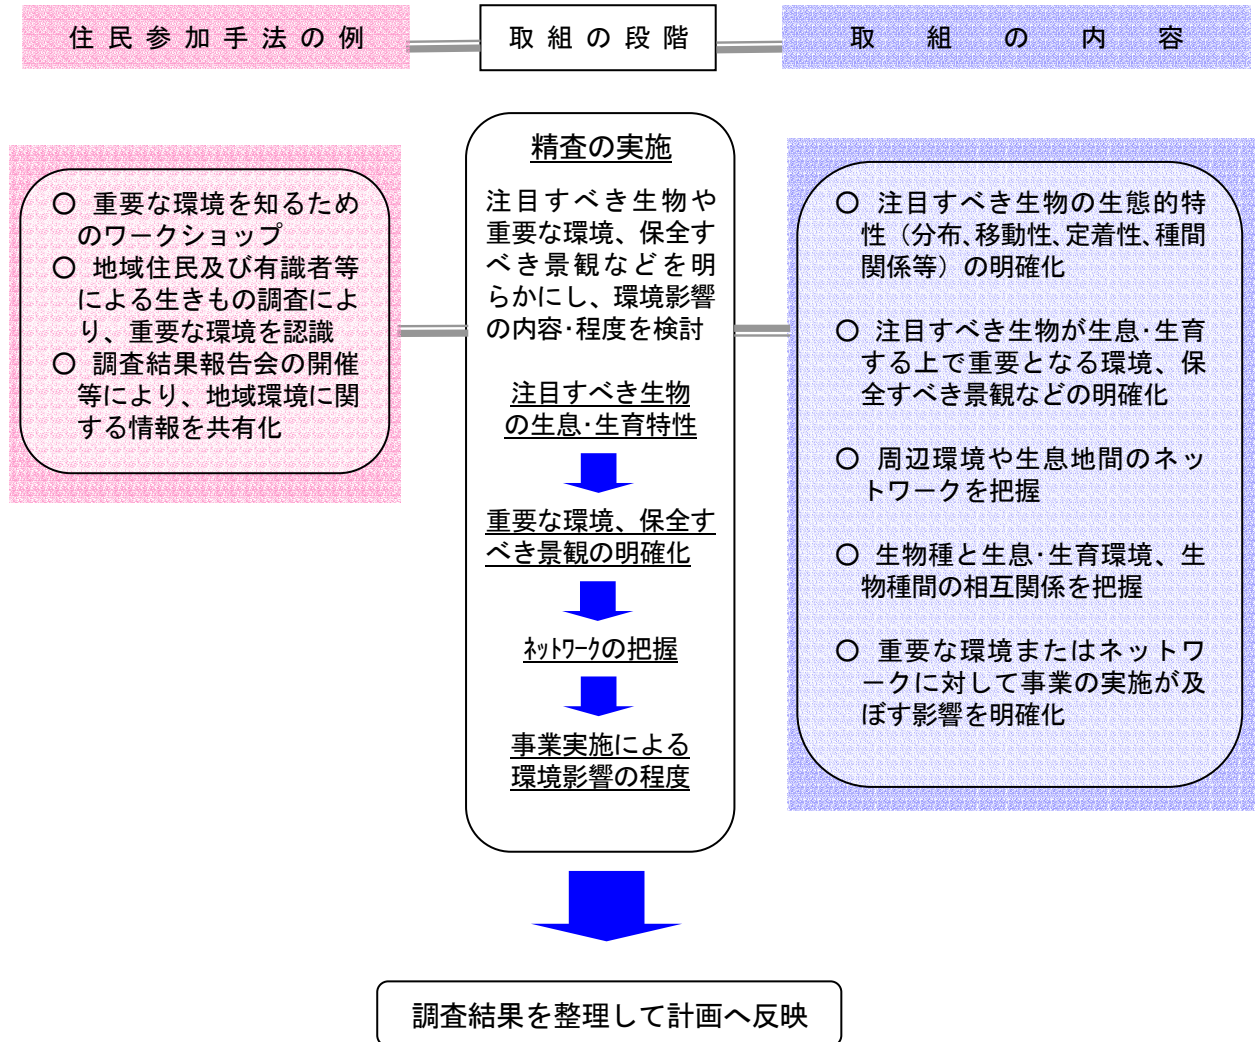 住民参加手法の例
取組の段階
取組の内容
○ 重要な環境を知るため
のワークショップ
○ 地域住民及び有識者等
による生きもの調査によ
り、重要な環境を認識
○ 調査結果報告会の開催
等により、地域環境に関
する情報を共有化
精査の実施
注目すべき生物や
重要な環境、保全す
べき景観などを明
らかにし、環境影響
の内容･程度を検討
注目すべき生物
の生息･生育特性
重要な環境、保全す
べき景観の明確化
ﾈｯﾄﾜｰｸの把握
事業実施による
環境影響の程度
○ 注目すべき生物の生態的特
性（分布､移動性､定着性､種間
関係等）の明確化
○ 注目すべき生物が生息･生育
する上で重要となる環境、保
全すべき景観などの明確化
○ 周辺環境や生息地間のネッ
トワークを把握
○ 生物種と生息･生育環境、生
物種間の相互関係を把握
○ 重要な環境またはネットワ
ークに対して事業の実施が及
ぼす影響を明確化
調査結果を整理して計画へ反映